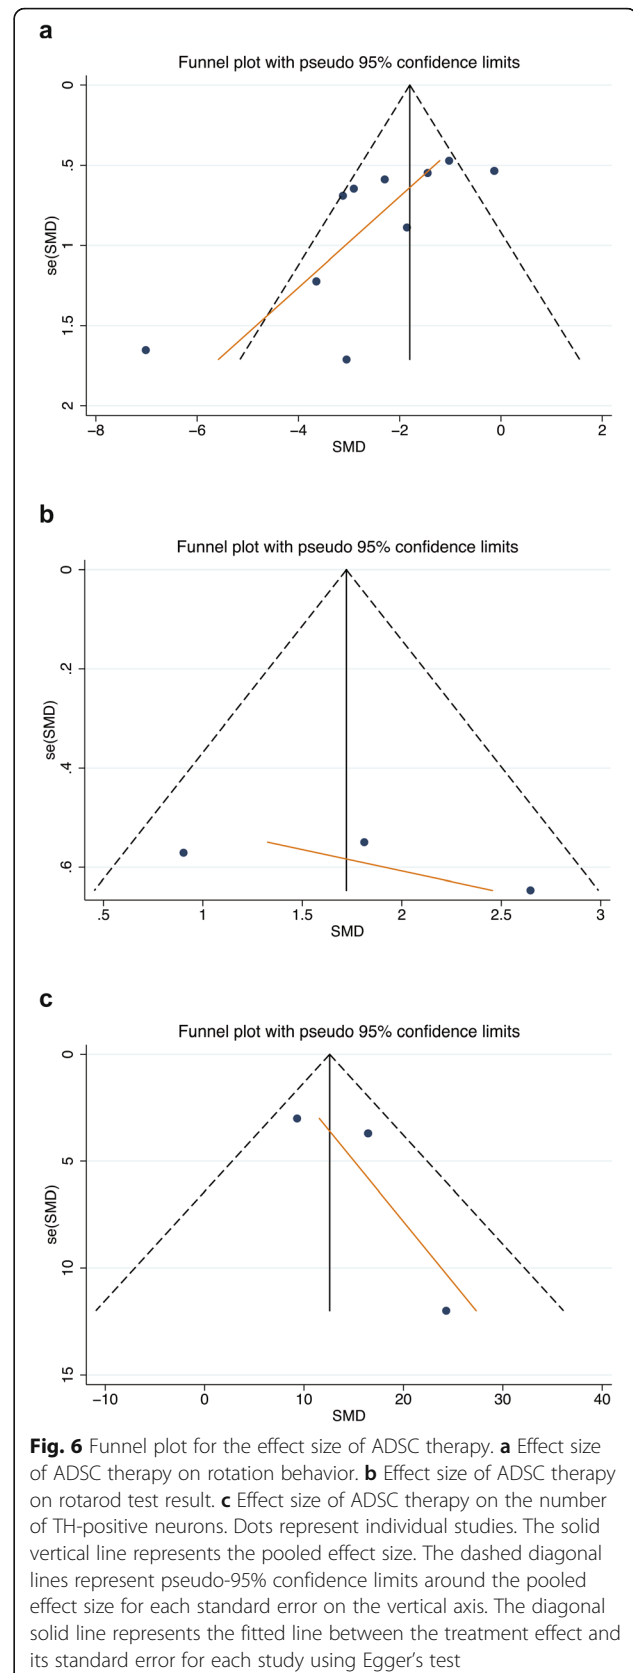 a
Funnel plot with pseudo 95% confidence limits
0
.5
1
1.5
2
se(SMD)
−8 −6 −4 −2 0 2
SMD
b
Funnel plot with pseudo 95% confidence limits
0
.2
.4
.6
se(SMD)
.5 1 1.5 2 2.5 3
SMD
c
Funnel plot with pseudo 95% confidence limits
0
5
10
15
se(SMD)
−10 0 10 20 30 40
SMD
Fig. 6 Funnel plot for the effect size of ADSC therapy. a Effect size
of ADSC therapy on rotation behavior. b Effect size of ADSC therapy
on rotarod test result. c Effect size of ADSC therapy on the number
of TH-positive neurons. Dots represent individual studies. The solid
vertical line represents the pooled effect size. The dashed diagonal
lines represent pseudo-95% confidence limits around the pooled
effect size for each standard error on the vertical axis. The diagonal
solid line represents the fitted line between the treatment effect and
its standard error for each study using Egger's test